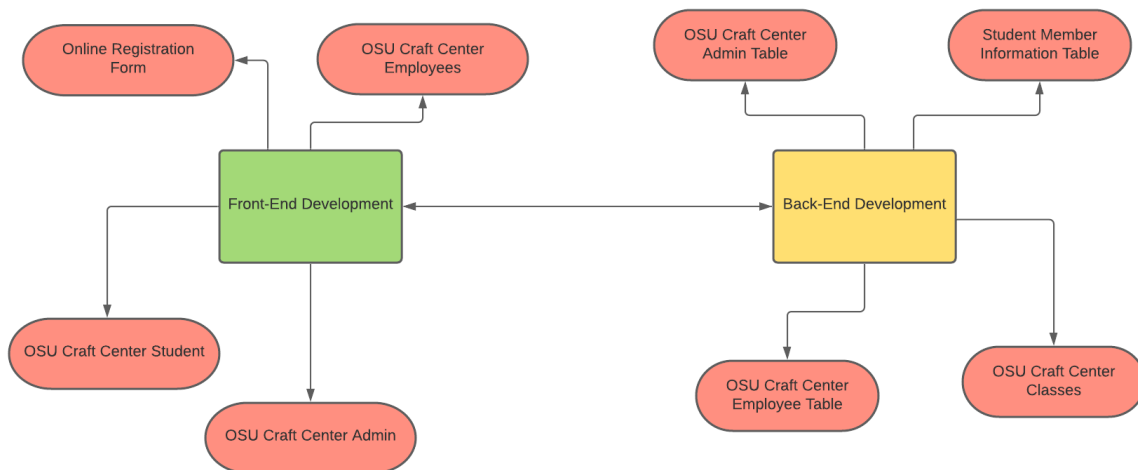 Online Registration
Form
OSU Craft Center
Employees
OSU Craft Center
Admin Table
Student Member
Information Table
Front-End Development
Back-End Development
OSU Craft Center Student
OSU Craft Center Admin
OSU Craft Center
Employee Table
OSU Craft Center
Classes